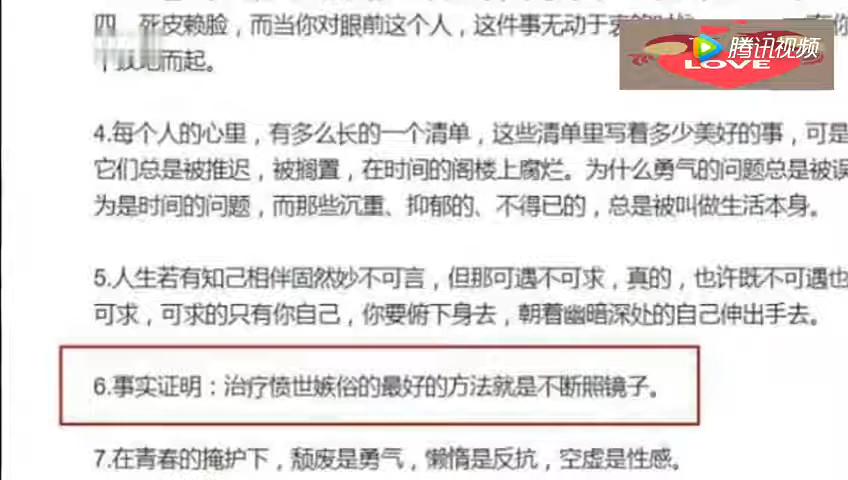 四、死皮赖脸，而当你对眼前这个人，这件事无动于衷的时候
而起。
腾讯视频
LOVE
4.每个人的心里，有多么长的一个清单，这些清单里写着多少美好的事，可是
它们总是被推迟，被搁置，在时间的阁楼上腐烂。为什么勇气的问题总是被误
为是时间的问题，而那些沉重、抑郁的、不得已的，总是被叫做生活本身。
5.人生若有知己相伴固然妙不可言，但那可遇不可求，真的，也许既不可遇也
可求，可求的只有你自己，你要俯下身去，朝着幽暗深处的自己伸出手去。
6.事实证明：治疗愤世嫉俗的最好的方法就是不断照镜子。
7.在青春的掩护下，颓废是勇气，懒惰是反抗，空虚是性感。